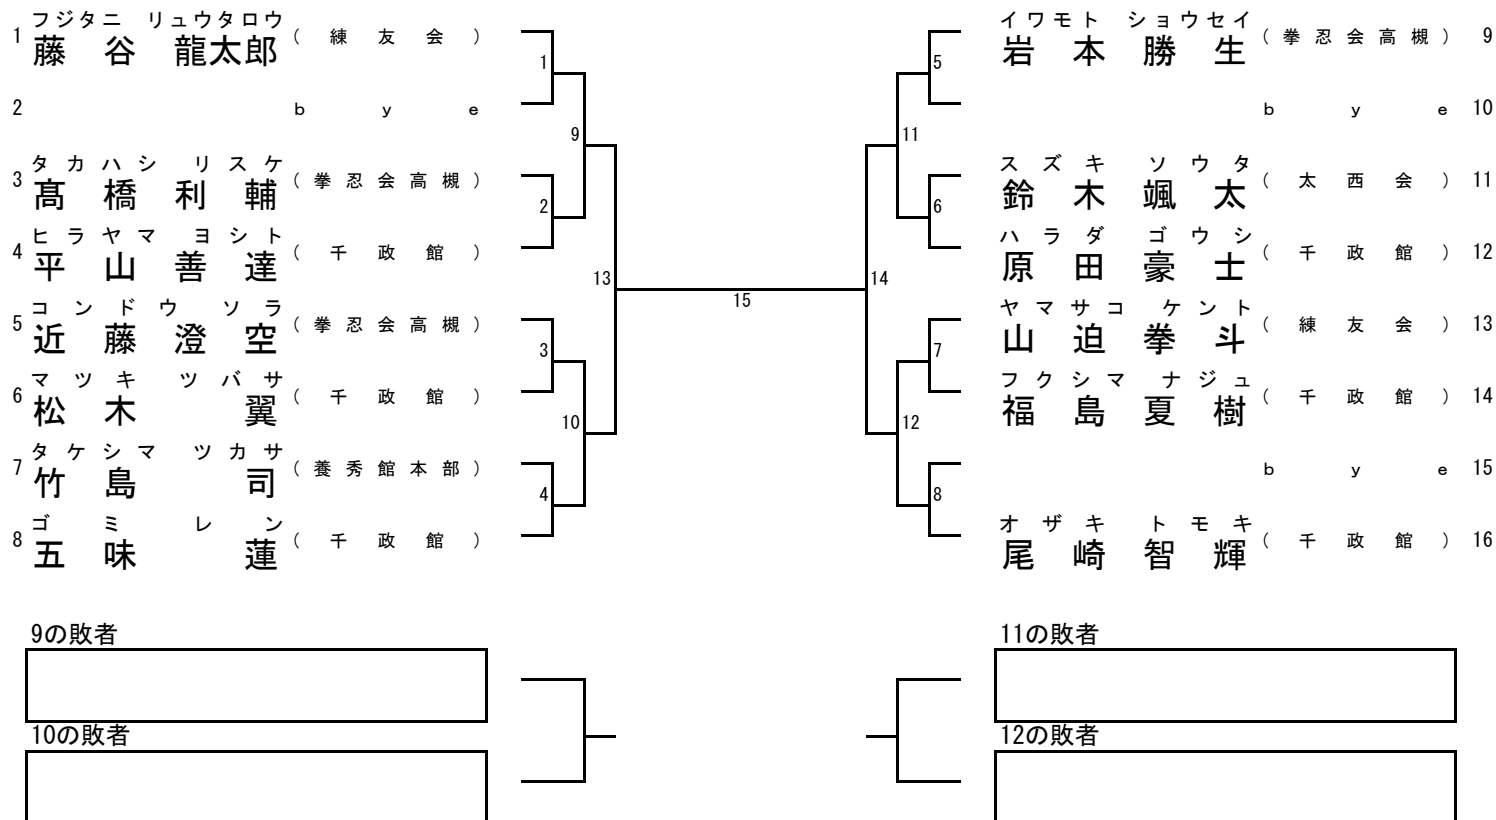 フジタニ リュウタロウ
1 藤谷 龍太郎 (練友会)
2 bye
タカハシ リスケ
3 髙橋利輔 (拳忍会高槻)
ヒラヤマ ヨシト
4 平山善達 (千政館)
コンドウ ソラ
5 近藤澄空 (拳忍会高槻)
マツキ ツバサ
6 松木 翼 (千政館)
タケシマ ツカサ
7 竹島 司 (養秀館本部)
ゴミ レン
8 五味 蓮 (千政館)
1
2
3
4
9
10
13
15
14
11
12
5
6
7
8
イワモト ショウセイ
岩本勝生 (拳忍会高槻) 9
bye 10
スズキ ソウタ
鈴木颯太 (太西会) 11
ハラダ ゴウシ
原田豪士 (千政館) 12
ヤマサコ ケント
山迫拳斗 (練友会) 13
フクシマ ナジュ
福島夏樹 (千政館) 14
bye 15
オザキ トモキ
尾崎智輝 (千政館) 16
9の敗者
10の敗者
11の敗者
12の敗者